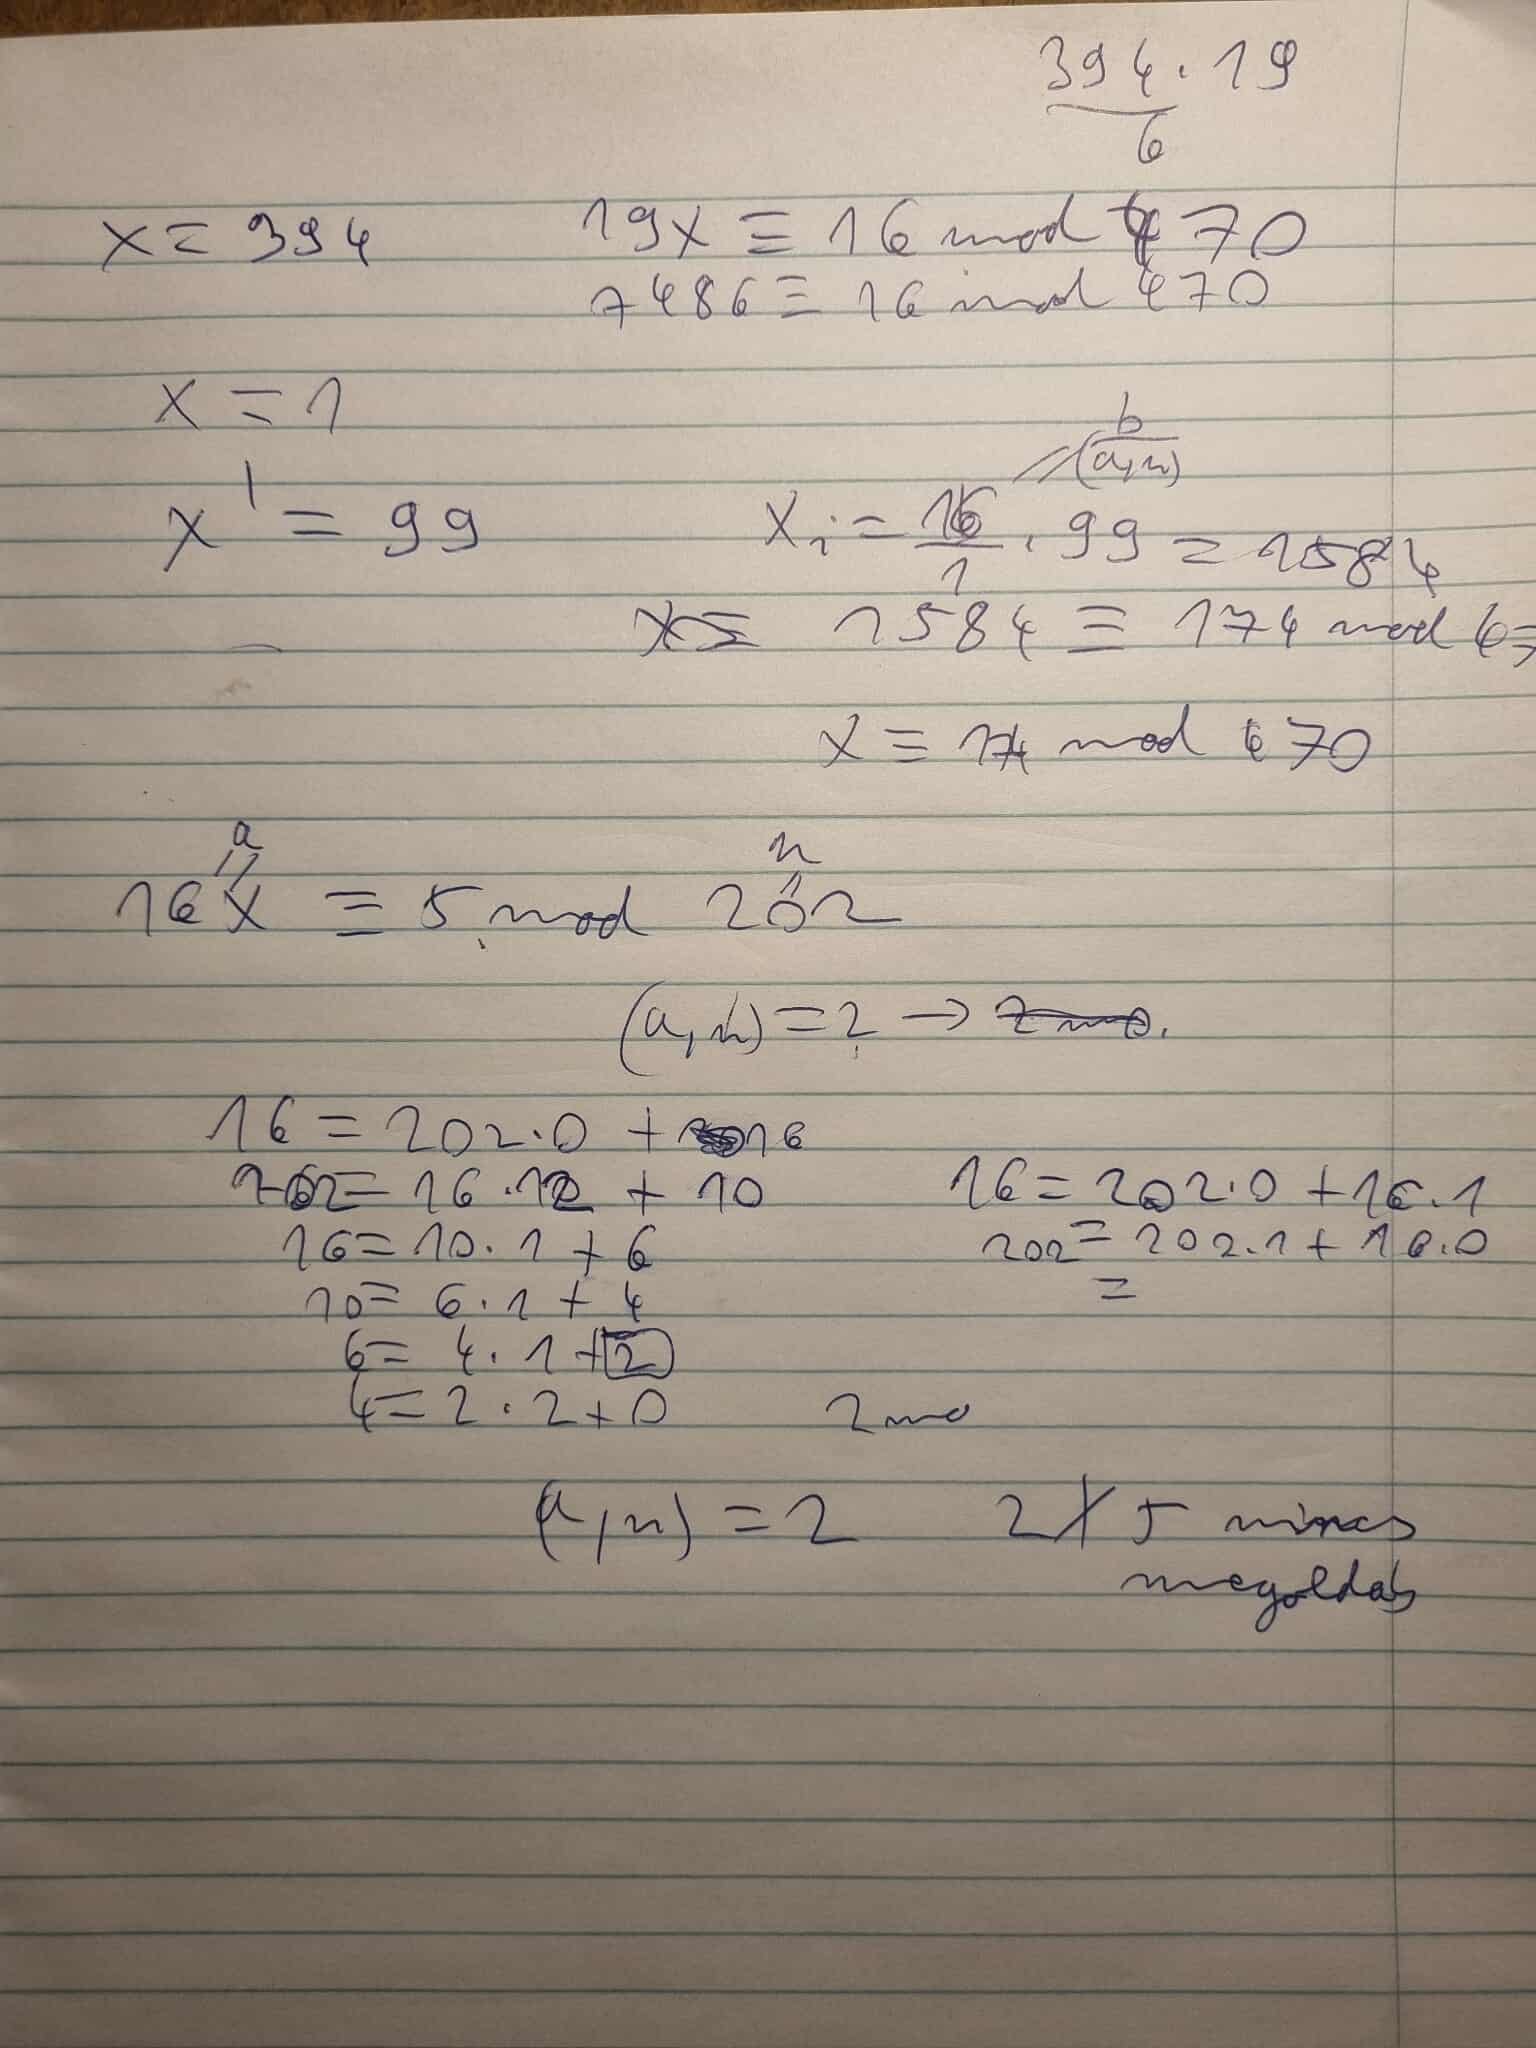 394 · 19
6
x = 394 19x ≡ 16 mod 470
7486 ≡ 16 mod 470
x = 1
b
(a,n)
x' = 99 x_i = 16/1 · 99 = 1584
x ≡ 1584 ≡ 174 mod 47
x = 174 mod 470
a n
16x ≡ 5 mod 202
(a, n) = ? →
16 = 202·0 + 16
202 = 16·12 + 10 16 = 202·0 + 16·1
16 = 10·1 + 6 202 = 202·1 + 16·0
10 = 6·1 + 4 =
6 = 4·1 + 2
4 = 2·2 + 0 2
(a, n) = 2 2 ∤ 5 nincs
megoldás